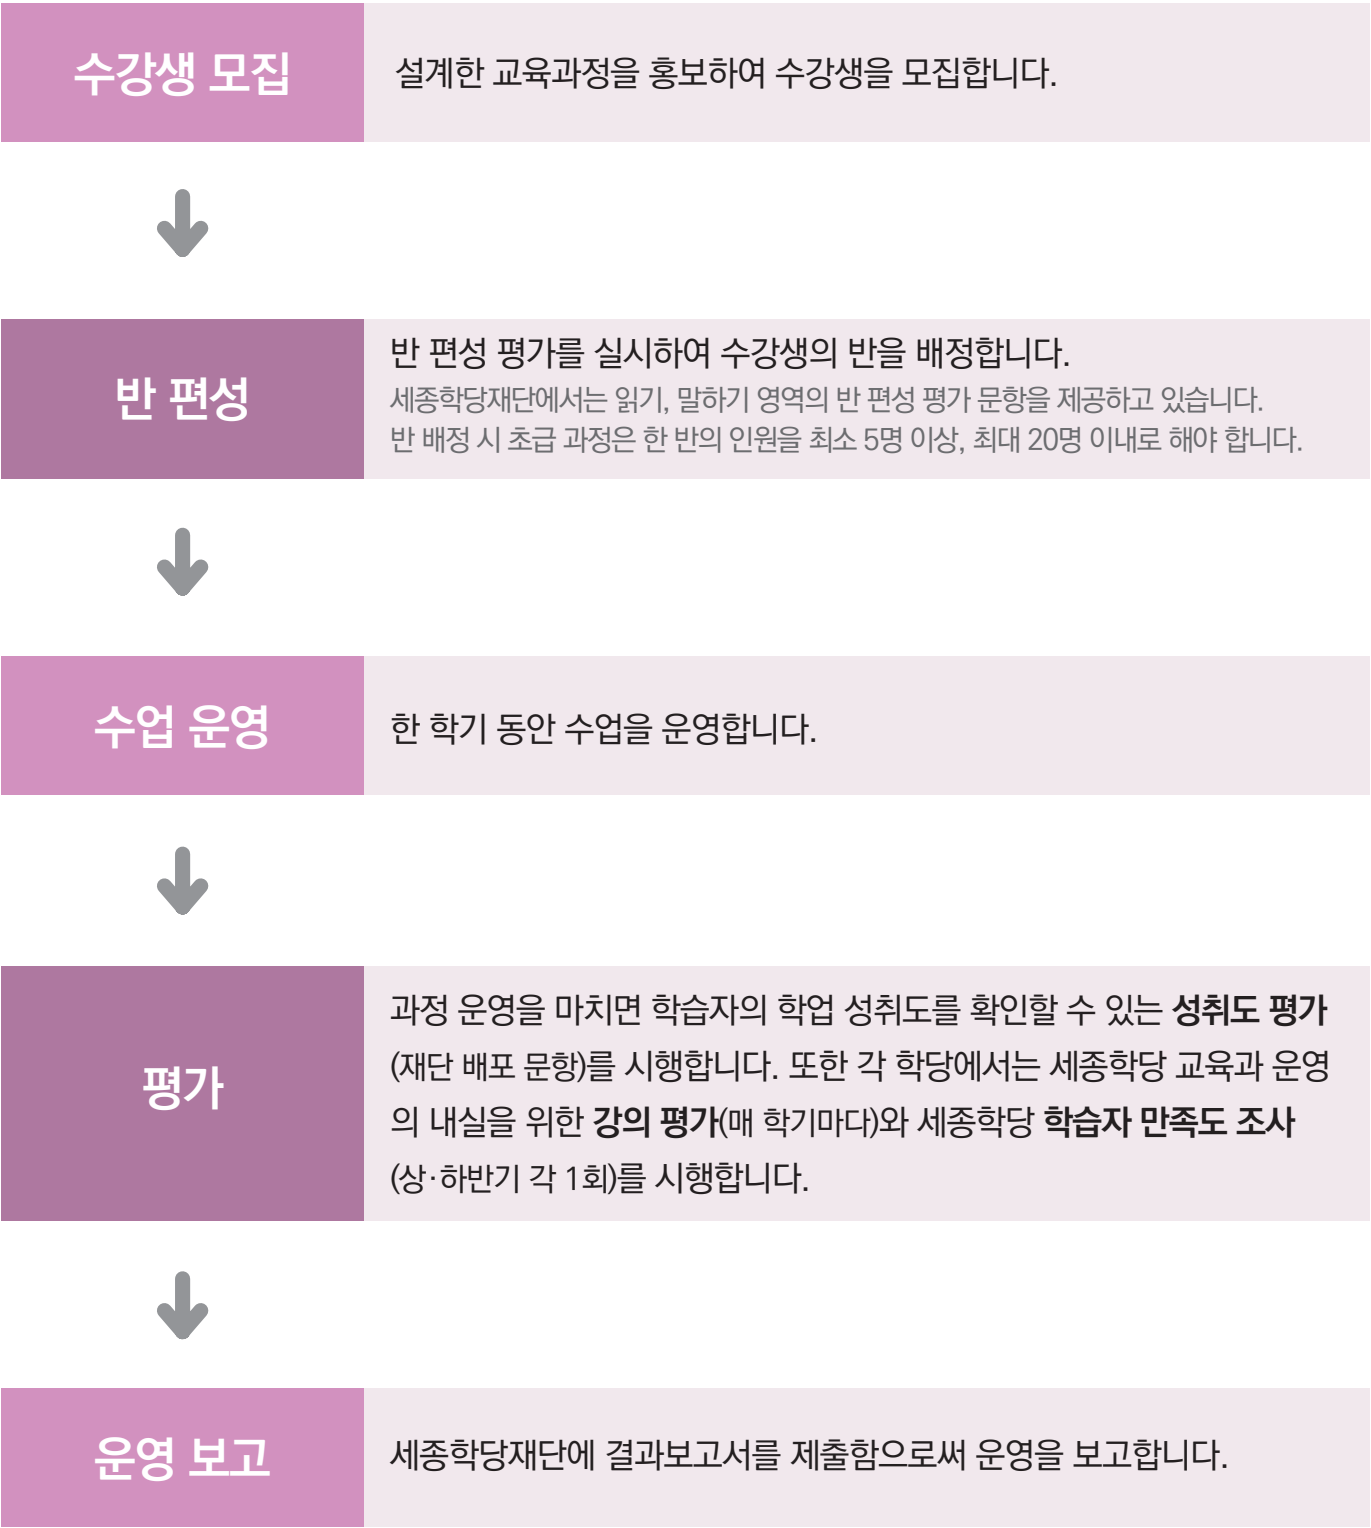 수강생 모집
설계한 교육과정을 홍보하여 수강생을 모집합니다.
반 편성
반 편성 평가를 실시하여 수강생의 반을 배정합니다.
세종학당재단에서는 읽기, 말하기 영역의 반 편성 평가 문항을 제공하고 있습니다.
반 배정 시 초급 과정은 한 반의 인원을 최소 5명 이상, 최대 20명 이내로 해야 합니다.
수업 운영
한 학기 동안 수업을 운영합니다.
평가
과정 운영을 마치면 학습자의 학업 성취도를 확인할 수 있는 성취도 평가
(재단 배포 문항)를 시행합니다. 또한 각 학당에서는 세종학당 교육과 운영
의 내실을 위한 강의 평가(매 학기마다)와 세종학당 학습자 만족도 조사
(상·하반기 각 1회)를 시행합니다.
운영 보고
세종학당재단에 결과보고서를 제출함으로써 운영을 보고합니다.